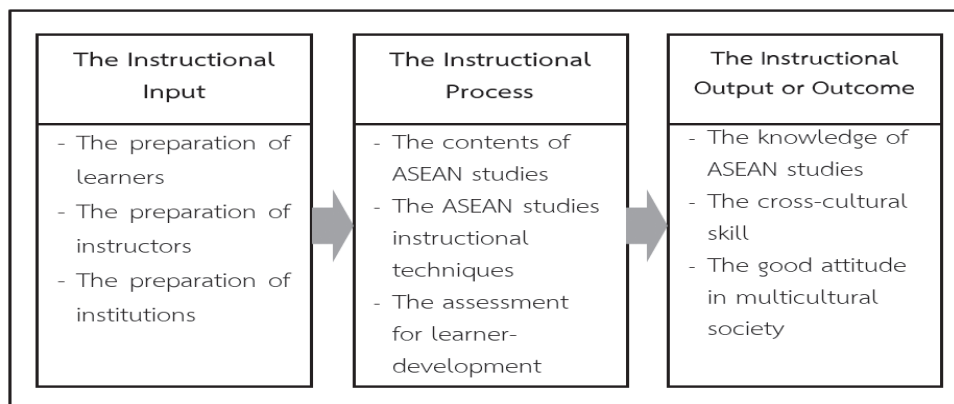 The Instructional
Input
- The preparation of
learners
- The preparation of
instructors
- The preparation of
institutions
The Instructional
Process
- The contents of
ASEAN studies
- The ASEAN studies
instructional
techniques
- The assessment
for learner-
development
The Instructional
Output or Outcome
- The knowledge of
ASEAN studies
- The cross-cultural
skill
- The good attitude
in multicultural
society